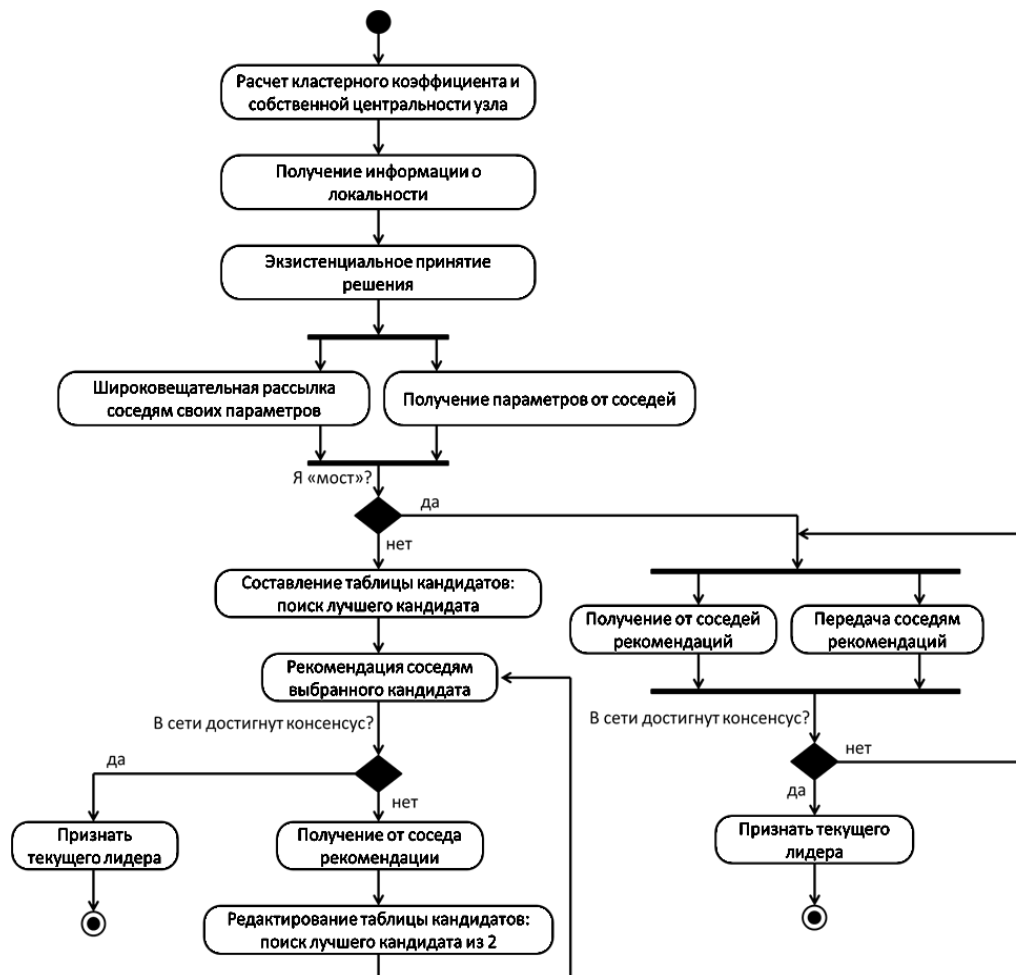 Расчет кластерного коэффициента и
собственной центральности узла
Получение информации о
локальности
Экзистенциальное принятие
решения
Широковещательная рассылка
соседям своих параметров
Получение параметров от соседей
Я «мост»?
да
нет
Составление таблицы кандидатов:
поиск лучшего кандидата
Рекомендация соседям
выбранного кандидата
В сети достигнут консенсус?
да
нет
Признать
текущего лидера
Получение от соседа
рекомендации
Редактирование таблицы кандидатов:
поиск лучшего кандидата из 2
Получение от соседей
рекомендаций
Передача соседям
рекомендаций
В сети достигнут консенсус?
нет
да
Признать текущего
лидера